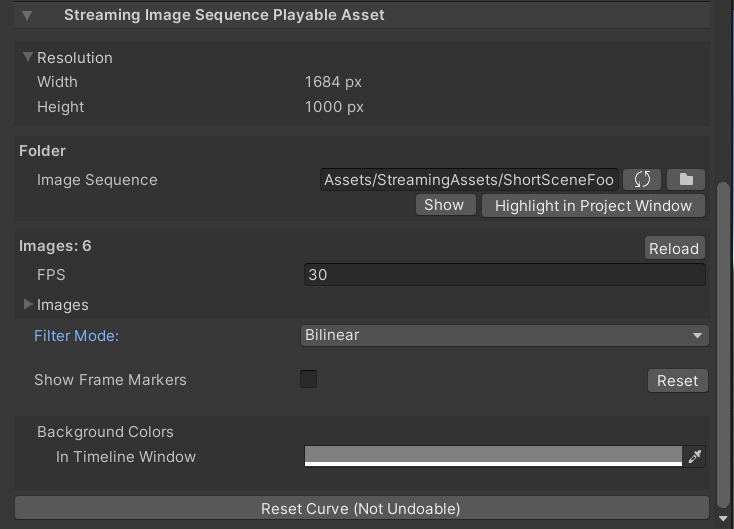 Streaming Image Sequence Playable Asset
Resolution
Width 1684 px
Height 1000 px
Folder
Image Sequence Assets/StreamingAssets/ShortSceneFoo
Show Highlight in Project Window
Images: 6 Reload
FPS 30
Images
Filter Mode: Bilinear
Show Frame Markers Reset
Background Colors
In Timeline Window
Reset Curve (Not Undoable)